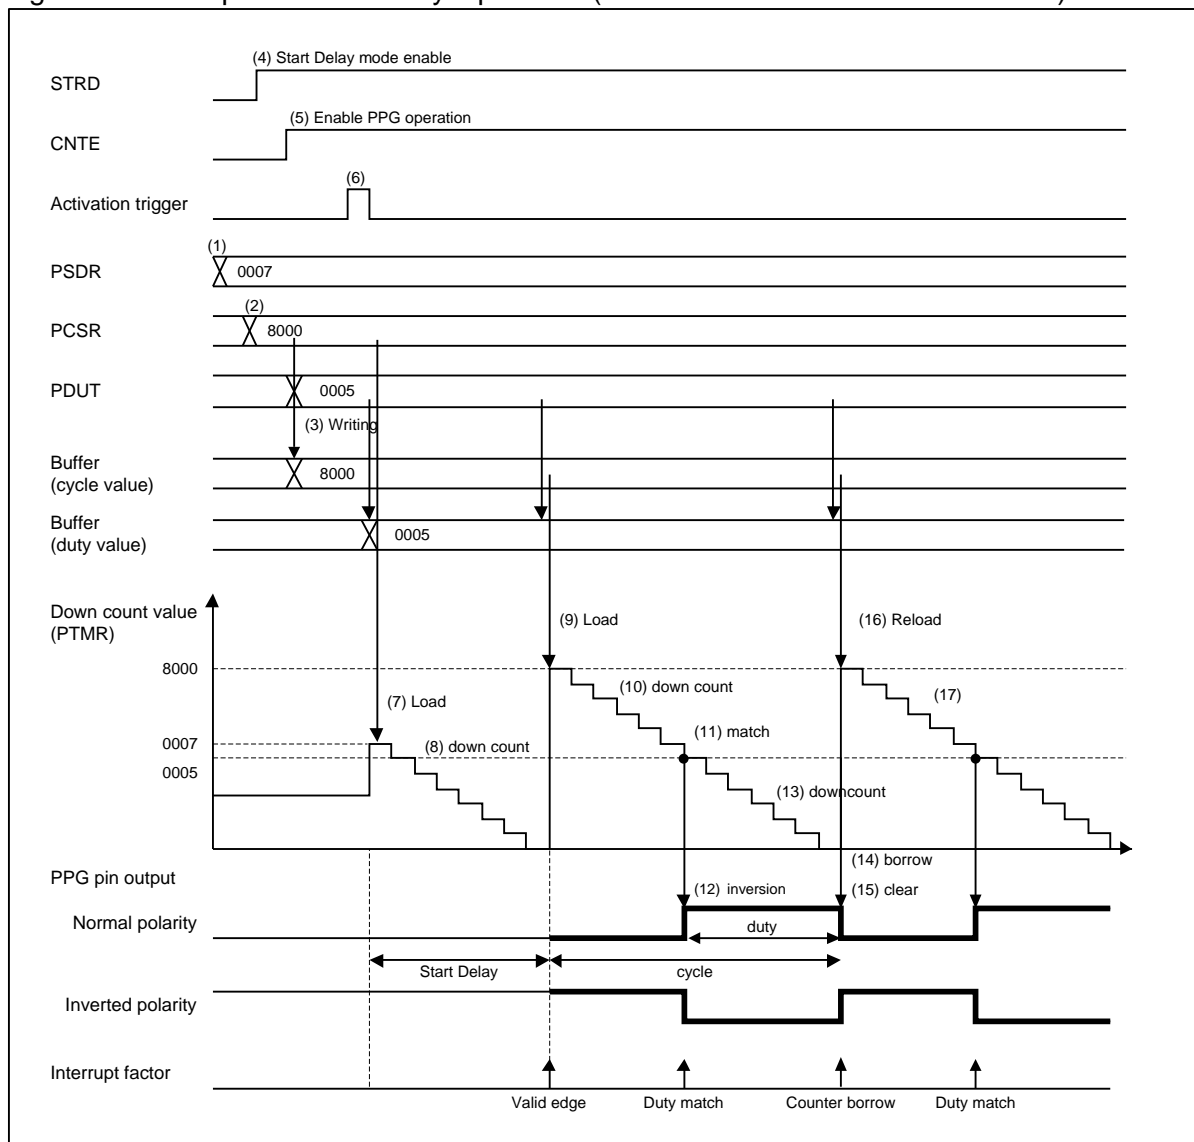 (4) Start Delay mode enable
STRD
(5) Enable PPG operation
CNTE
(6)
Activation trigger
(1)
PSDR
0007
(2)
PCSR
8000
PDUT
0005
(3) Writing
Buffer
(cycle value)
8000
Buffer
(duty value)
0005
Down count value
(PTMR)
(9) Load
(16) Reload
8000
(10) down count
(17)
(7) Load
(11) match
0007
(8) down count
0005
(13) downcount
(14) borrow
PPG pin output
(12) inversion
(15) clear
Normal polarity
duty
Start Delay
cycle
Inverted polarity
Interrupt factor
Valid edge
Duty match
Counter borrow
Duty match